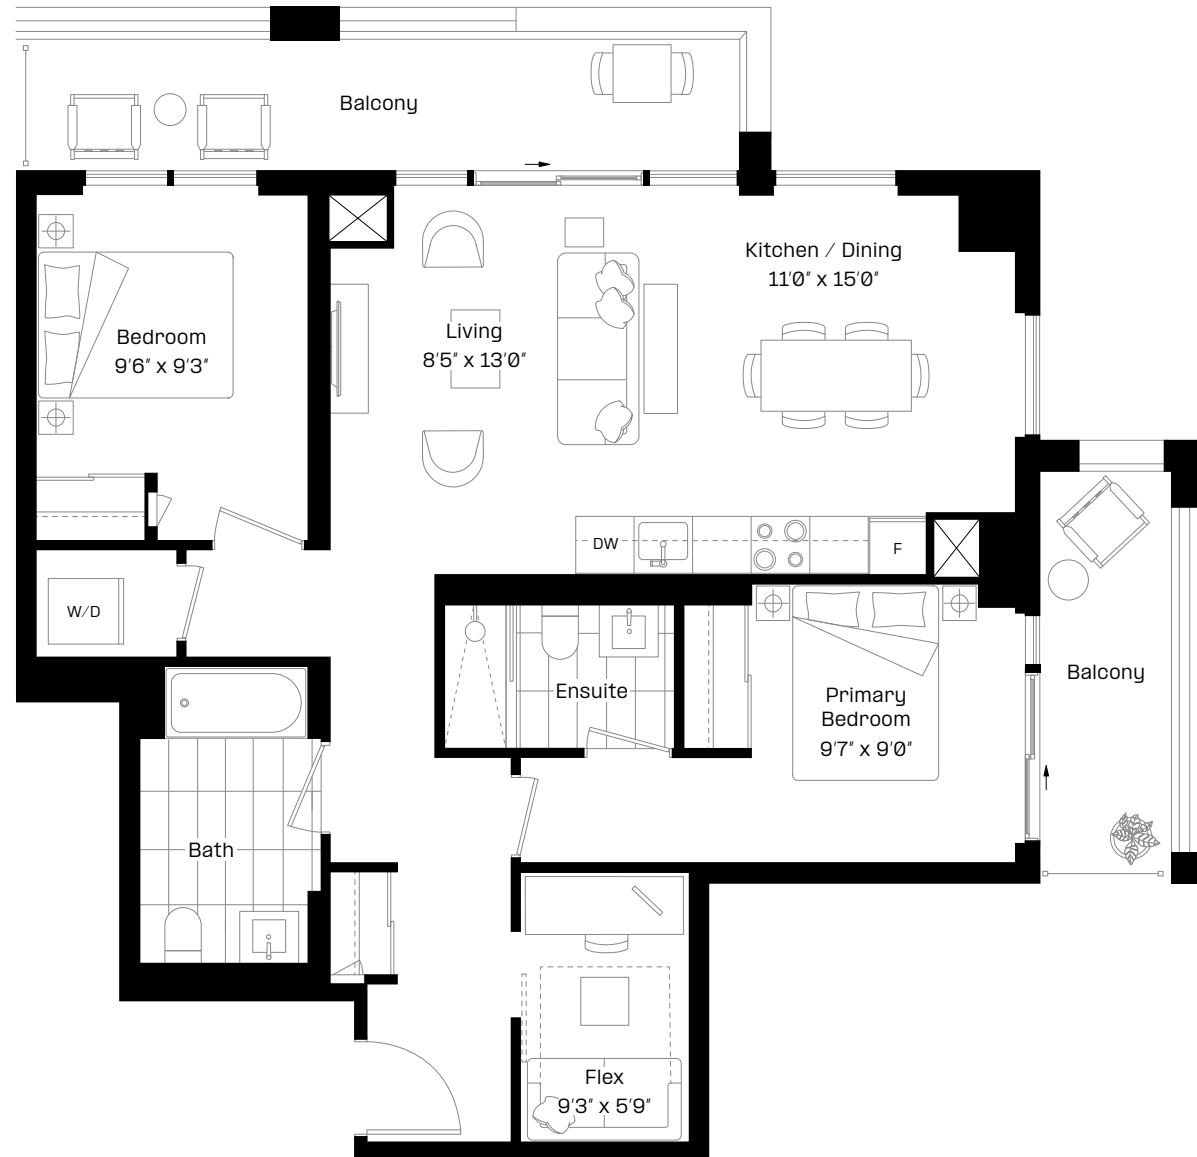 Balcony
Kitchen / Dining
11'0" x 15'0"
Living
8'5" x 13'0"
Bedroom
9'6" x 9'3"
DW
F
W/D
Balcony
Ensuite
Primary
Bedroom
9'7" x 9'0"
Bath
Flex
9'3" x 5'9"